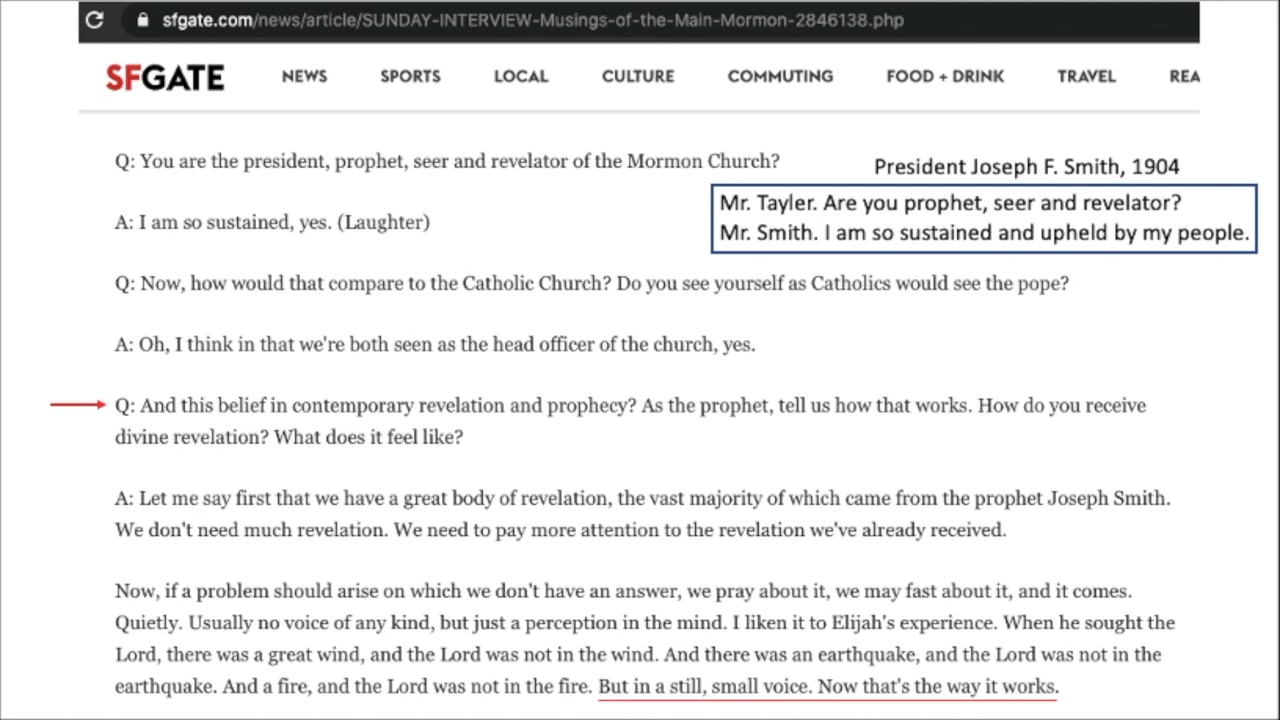 sfgate.com/news/article/SUNDAY-INTERVIEW-Musings-of-the-Main-Mormon-2846138.php
SFGATE NEWS SPORTS LOCAL CULTURE COMMUTING FOOD + DRINK TRAVEL REA
Q: You are the president, prophet, seer and revelator of the Mormon Church?
President Joseph F. Smith, 1904
Mr. Tayler. Are you prophet, seer and revelator?
Mr. Smith. I am so sustained and upheld by my people.
A: I am so sustained, yes. (Laughter)
Q: Now, how would that compare to the Catholic Church? Do you see yourself as Catholics would see the pope?
A: Oh, I think in that we're both seen as the head officer of the church, yes.
Q: And this belief in contemporary revelation and prophecy? As the prophet, tell us how that works. How do you receive
divine revelation? What does it feel like?
A: Let me say first that we have a great body of revelation, the vast majority of which came from the prophet Joseph Smith.
We don't need much revelation. We need to pay more attention to the revelation we've already received.
Now, if a problem should arise on which we don't have an answer, we pray about it, we may fast about it, and it comes.
Quietly. Usually no voice of any kind, but just a perception in the mind. I liken it to Elijah's experience. When he sought the
Lord, there was a great wind, and the Lord was not in the wind. And there was an earthquake, and the Lord was not in the
earthquake. And a fire, and the Lord was not in the fire. But in a still, small voice. Now that's the way it works.